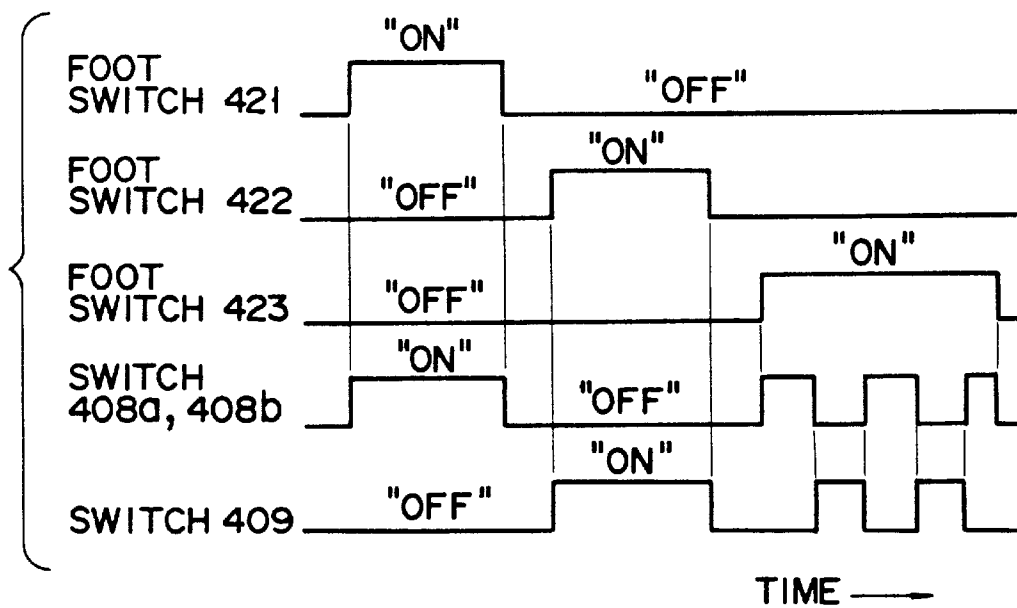 "ON"
FOOT
SWITCH 421
"OFF"
"ON"
FOOT
SWITCH 422
"OFF"
"ON"
FOOT
SWITCH 423
"OFF"
"ON"
SWITCH
408a, 408b
"OFF"
"ON"
SWITCH 409
"OFF"
TIME